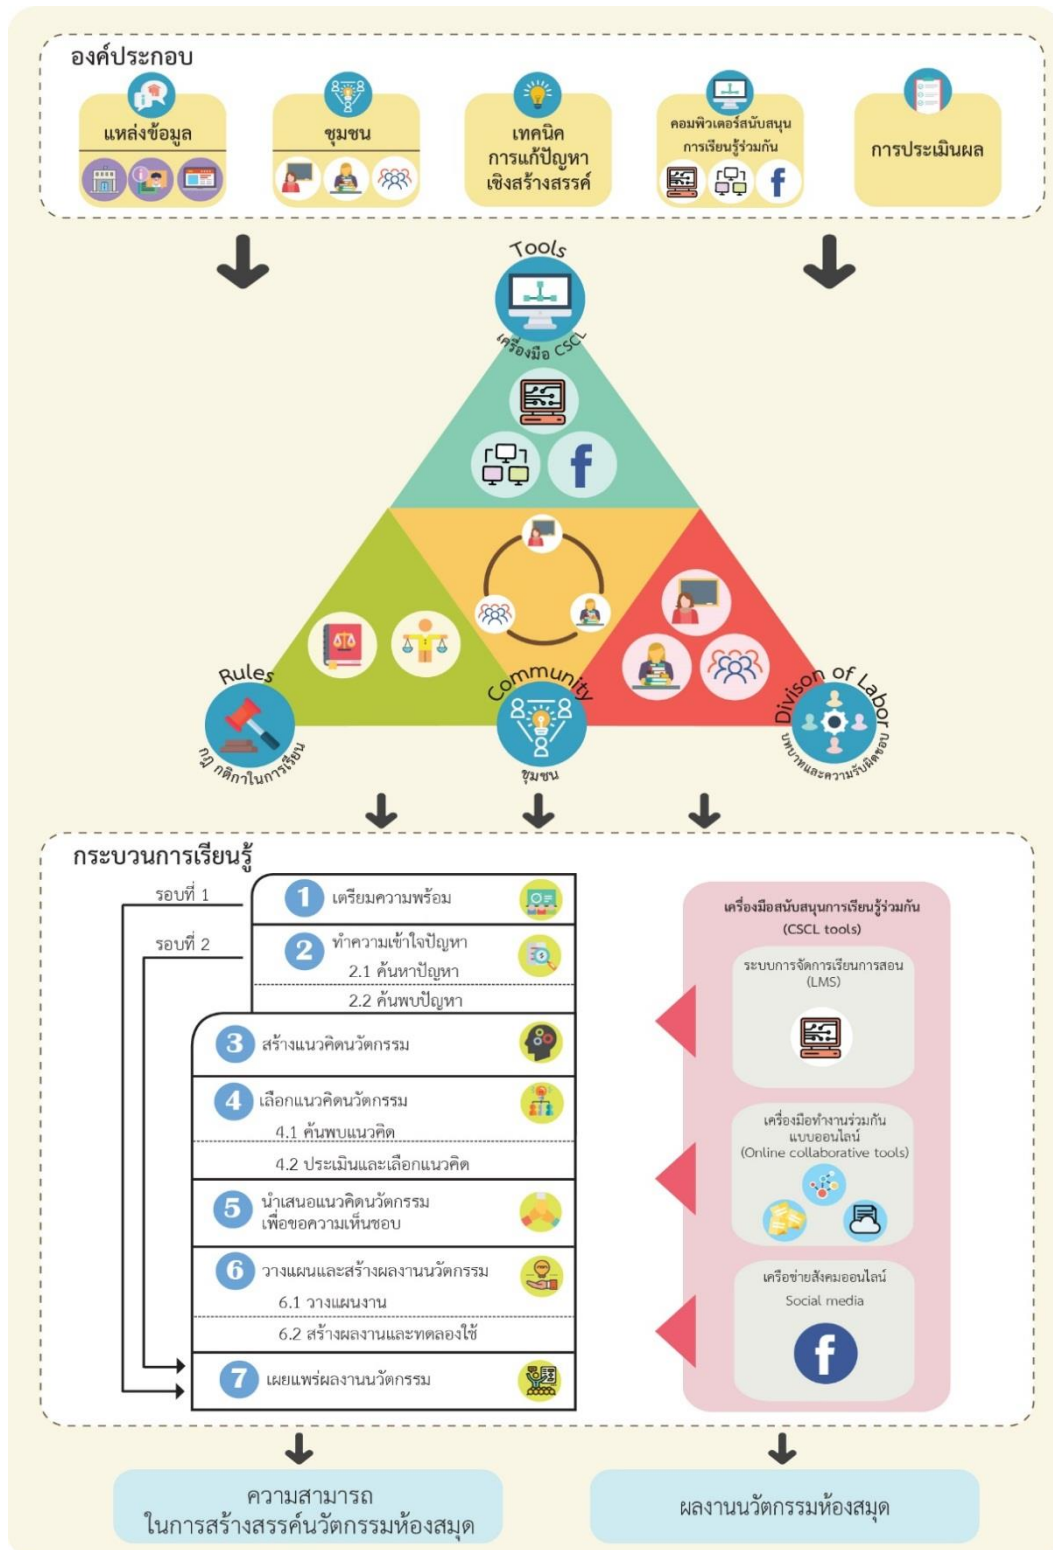 องค์ประกอบ
แหล่งข้อมูล
ชุมชน
เทคนิค
การแก้ปัญหา
เชิงสร้างสรรค์
คอมพิวเตอร์สนับสนุน
การเรียนรู้ร่วมกัน
f
การประเมินผล
Tools
เครื่องมือ CSCL
f
Rules
กฎ กติกาในการเรียน
Community
ชุมชน
Divison of Labor
บทบาทและความรับผิดชอบ
กระบวนการเรียนรู้
รอบที่ 1
รอบที่ 2
1 เตรียมความพร้อม
2 ทำความเข้าใจปัญหา
2.1 ค้นหาปัญหา
2.2 ค้นพบปัญหา
3 สร้างแนวคิดนวัตกรรม
4 เลือกแนวคิดนวัตกรรม
4.1 ค้นพบแนวคิด
4.2 ประเมินและเลือกแนวคิด
5 นำเสนอแนวคิดนวัตกรรม
เพื่อขอความเห็นชอบ
6 วางแผนและสร้างผลงานนวัตกรรม
6.1 วางแผนงาน
6.2 สร้างผลงานและทดลองใช้
7 เผยแพร่ผลงานนวัตกรรม
เครื่องมือสนับสนุนการเรียนรู้ร่วมกัน
(CSCL tools)
ระบบการจัดการเรียนการสอน
(LMS)
เครื่องมือทำงานร่วมกัน
แบบออนไลน์
(Online collaborative tools)
เครือข่ายสังคมออนไลน์
Social media
f
ความสามารถ
ในการสร้างสรรค์นวัตกรรมห้องสมุด
ผลงานนวัตกรรมห้องสมุด